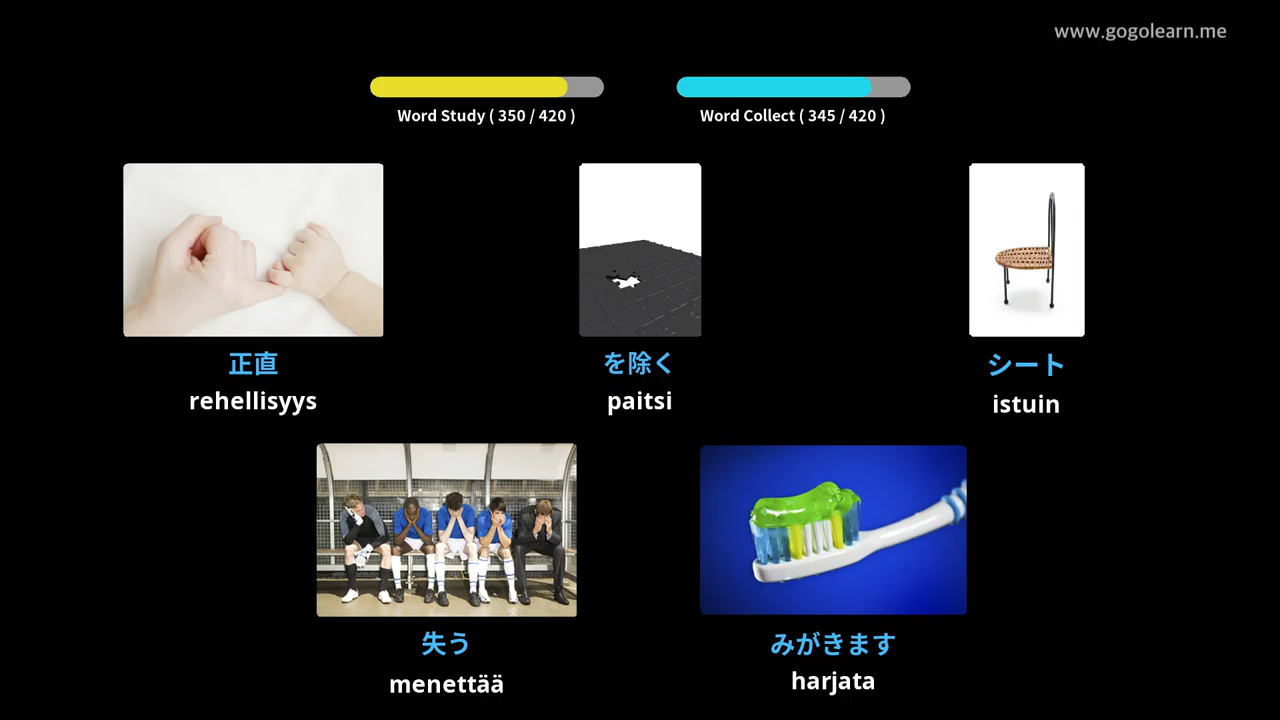 www.gogolearn.me
Word Study ( 350 / 420 )
Word Collect ( 345 / 420 )
正直
rehellisyys
を除く
paitsi
シート
istuin
失う
menettää
みがきます
harjata